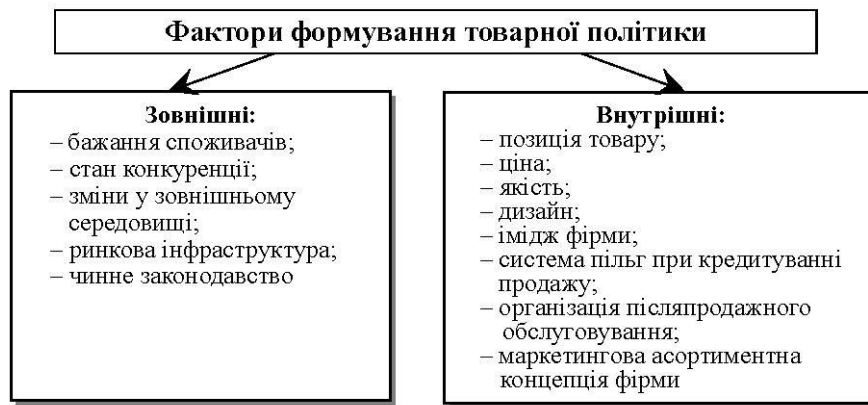 Фактори формування товарної політики
Зовнішні:
– бажання споживачів;
– стан конкуренції;
– зміни у зовнішньому
середовищі;
– ринкова інфраструктура;
– чинне законодавство
Внутрішні:
– позиція товару;
– ціна;
– якість;
– дизайн;
– імідж фірми;
– система пільг при кредитуванні
продажу;
– організація післяпродажного
обслуговування;
– маркетингова асортиментна
концепція фірми